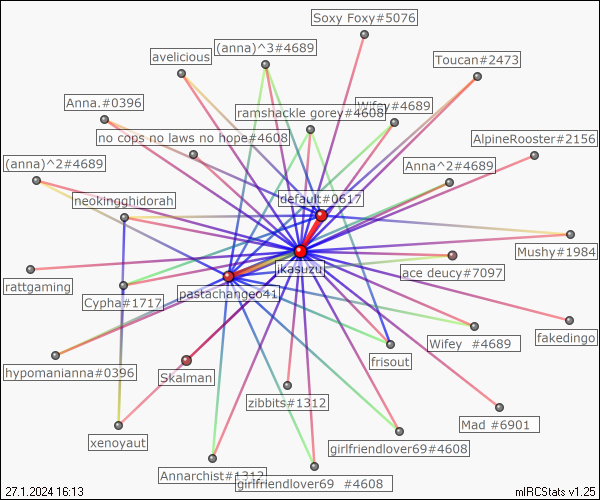 Soxy Foxy#5076
(anna)^3#4689
avelicious
Toucan#2473
Anna,#0396
Wifey#4689
ramshackle gorey#4608
no cops no laws no hope#4608
AlpineRooster#2156
(anna)^2#4689
Anna^2#4689
neokingghidorah
default#0617
Mushy#1984
ikasuzu
rattgaming
ace deucy#7097
pastachangeo41
Cypha#1717
fakedingo
Wifey #4689
frisout
hypomanianna#0396
Skalman
zibbits#1312
Mad #6901
xenoyaut
girlfriendlover69#4608
Annarchist#1312
girlfriendlover69 #4608
27.1.2024 16:13
mIRCStats v1.25